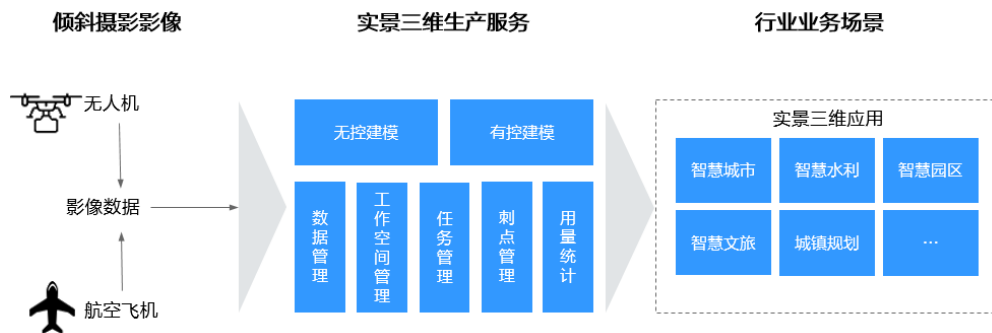 倾斜摄影影像
实景三维生产服务
行业业务场景
无人机
影像数据
航空飞机
无控建模
有控建模
数据管理
工作空间管理
任务管理
刺点管理
用量统计
实景三维应用
智慧城市
智慧水利
智慧园区
智慧文旅
城镇规划
...